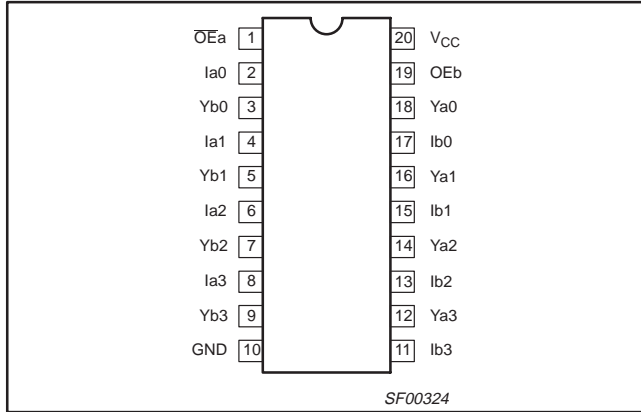 O̅E̅a 1 20 VCC
Ia0 2 19 OEb
Yb0 3 18 Ya0
Ia1 4 17 Ib0
Yb1 5 16 Ya1
Ia2 6 15 Ib1
Yb2 7 14 Ya2
Ia3 8 13 Ib2
Yb3 9 12 Ya3
GND 10 11 Ib3
SF00324